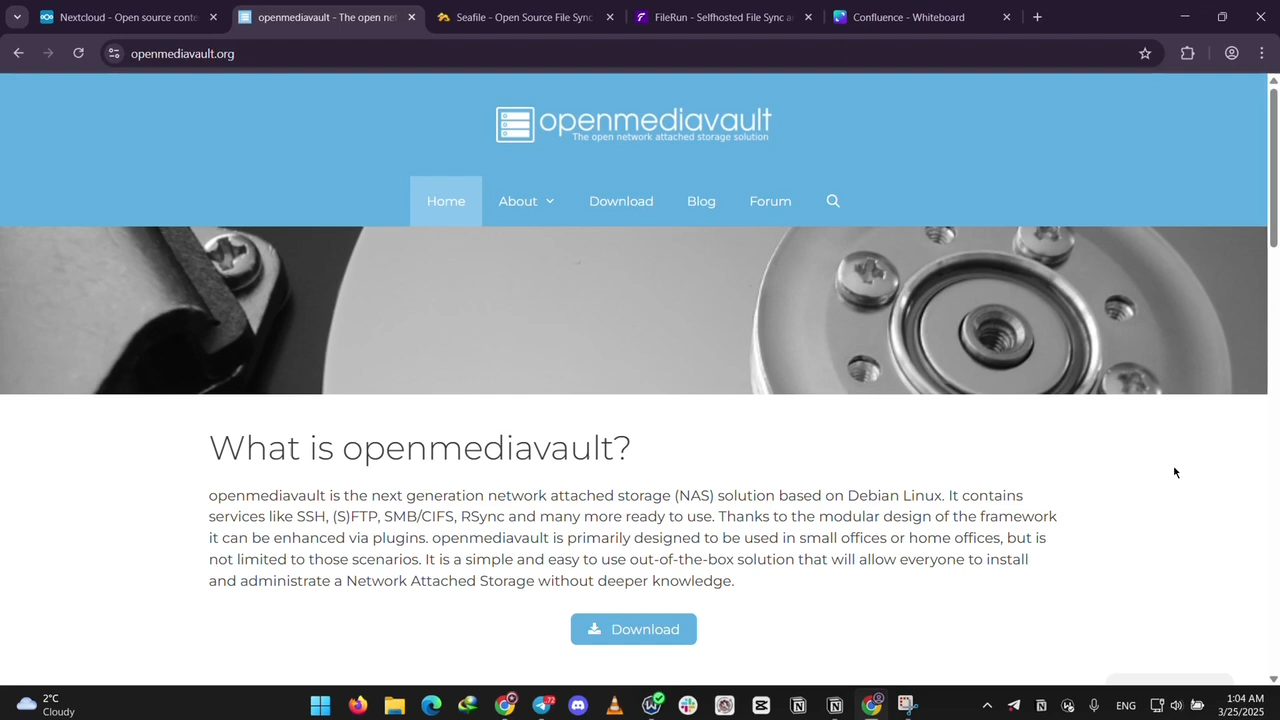 Nextcloud - Open source conte
openmediavault - The open net
Seafile - Open Source File Sync
FileRun - Selfhosted File Sync a
Confluence - Whiteboard
openmediavault.org
openmediavault
The open network attached storage solution
Home
About
Download
Blog
Forum
What is openmediavault?
openmediavault is the next generation network attached storage (NAS) solution based on Debian Linux. It contains
services like SSH, (S)FTP, SMB/CIFS, RSync and many more ready to use. Thanks to the modular design of the framework
it can be enhanced via plugins. openmediavault is primarily designed to be used in small offices or home offices, but is
not limited to those scenarios. It is a simple and easy to use out-of-the-box solution that will allow everyone to install
and administrate a Network Attached Storage without deeper knowledge.
Download
2°C
Cloudy
72
ENG
1:04 AM
3/25/2025